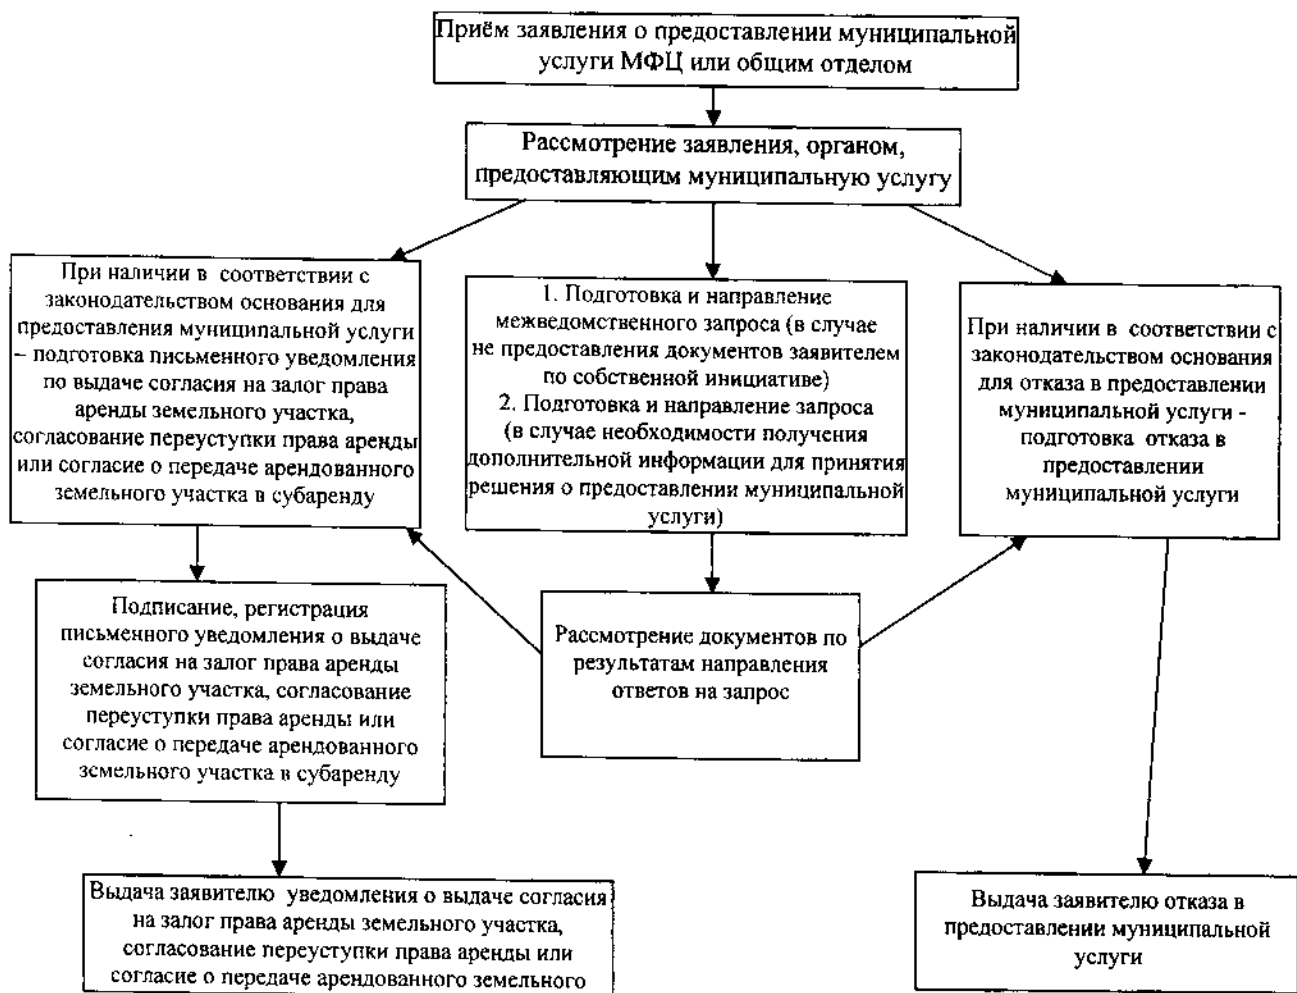 Приём заявления о предоставлении муниципальной
услуги МФЦ или общим отделом
Рассмотрение заявления, органом,
предоставляющим муниципальную услугу
При наличии в соответствии с
законодательством основания для
предоставления муниципальной услуги
– подготовка письменного уведомления
по выдаче согласия на залог права
аренды земельного участка,
согласование переуступки права аренды
или согласие о передаче арендованного
земельного участка в субаренду
1. Подготовка и направление
межведомственного запроса (в случае
не предоставления документов заявителем
по собственной инициативе)
2. Подготовка и направление запроса
(в случае необходимости получения
дополнительной информации для принятия
решения о предоставлении муниципальной
услуги)
При наличии в соответствии с
законодательством основания
для отказа в предоставлении
муниципальной услуги -
подготовка отказа в
предоставлении
муниципальной услуги
Подписание, регистрация
письменного уведомления о выдаче
согласия на залог права аренды
земельного участка, согласование
переуступки права аренды или
согласие о передаче арендованного
земельного участка в субаренду
Рассмотрение документов по
результатам направления
ответов на запрос
Выдача заявителю уведомления о выдаче согласия
на залог права аренды земельного участка,
согласование переуступки права аренды или
согласие о передаче арендованного земельного
Выдача заявителю отказа в
предоставлении муниципальной
услуги